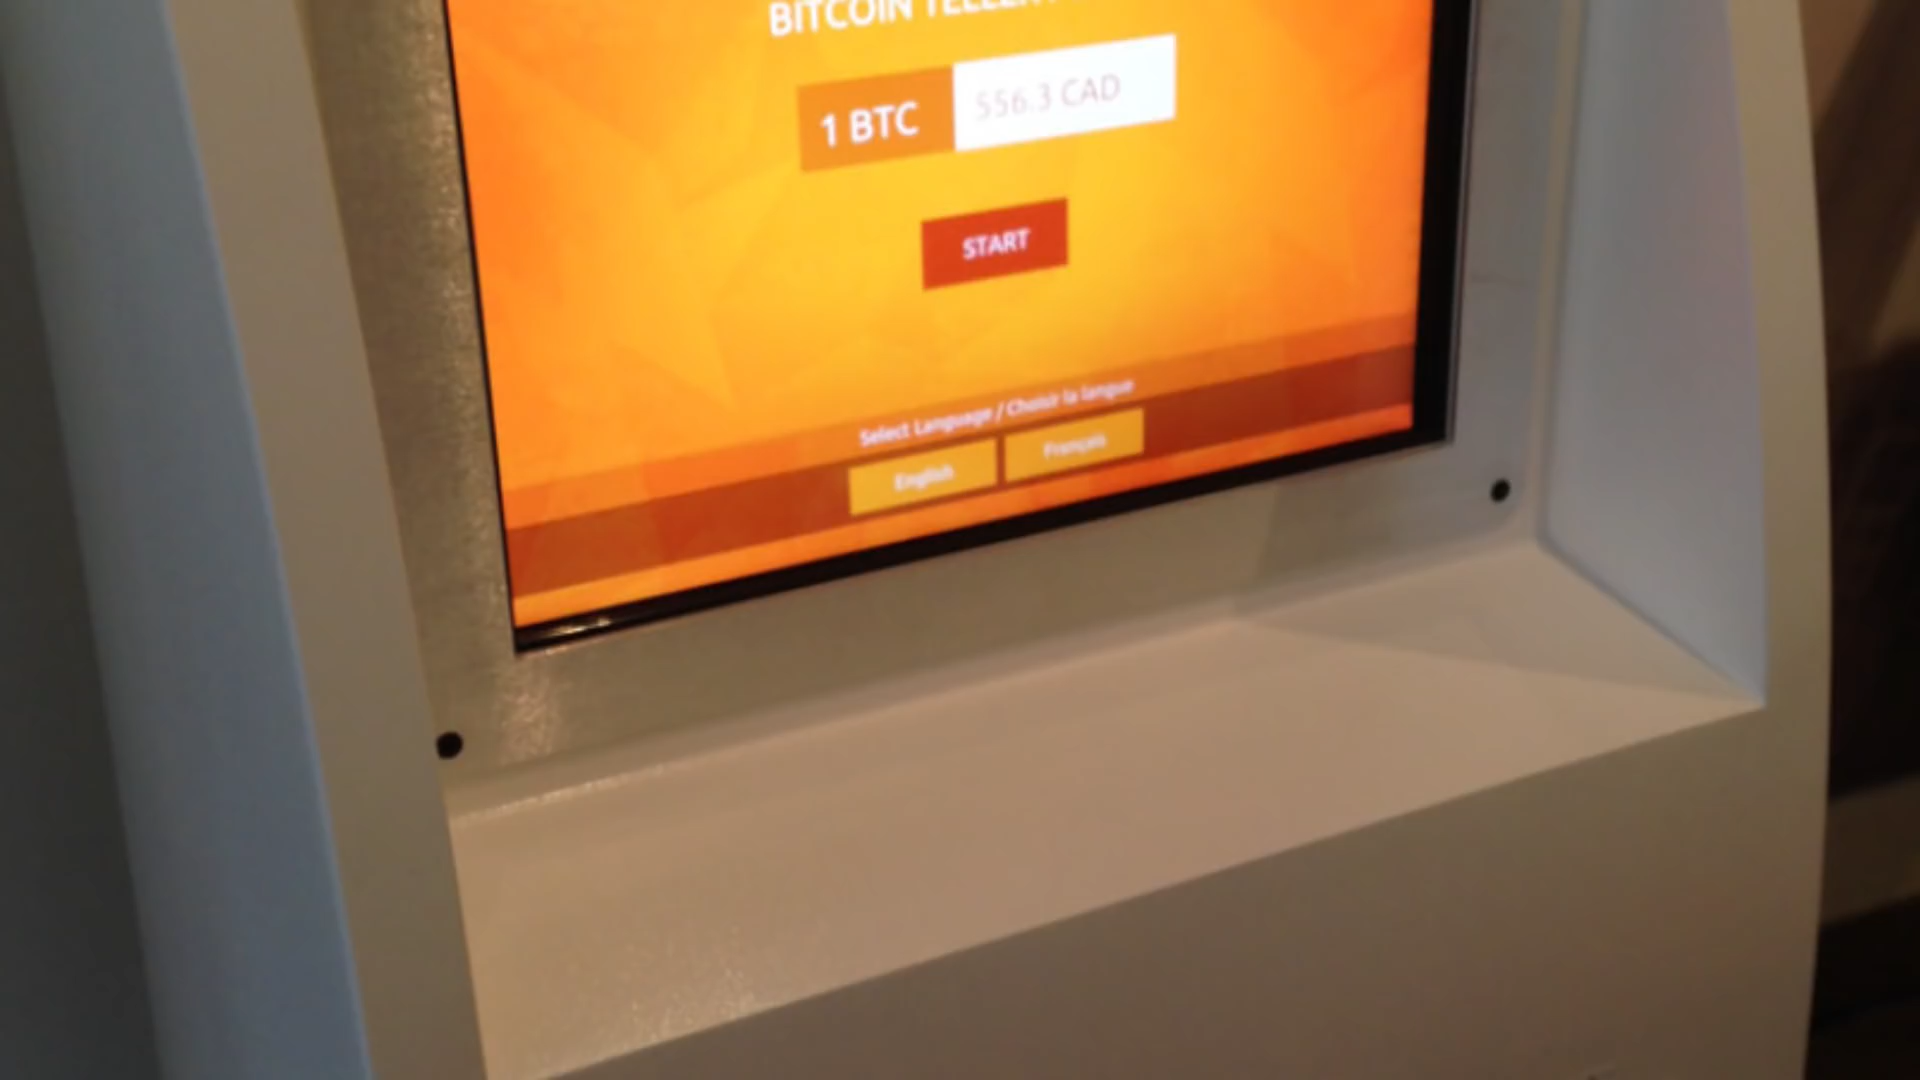 BITCOIN TELLER
1 BTC 556.3 CAD
START
Select Language / Choisir la langue
English Français